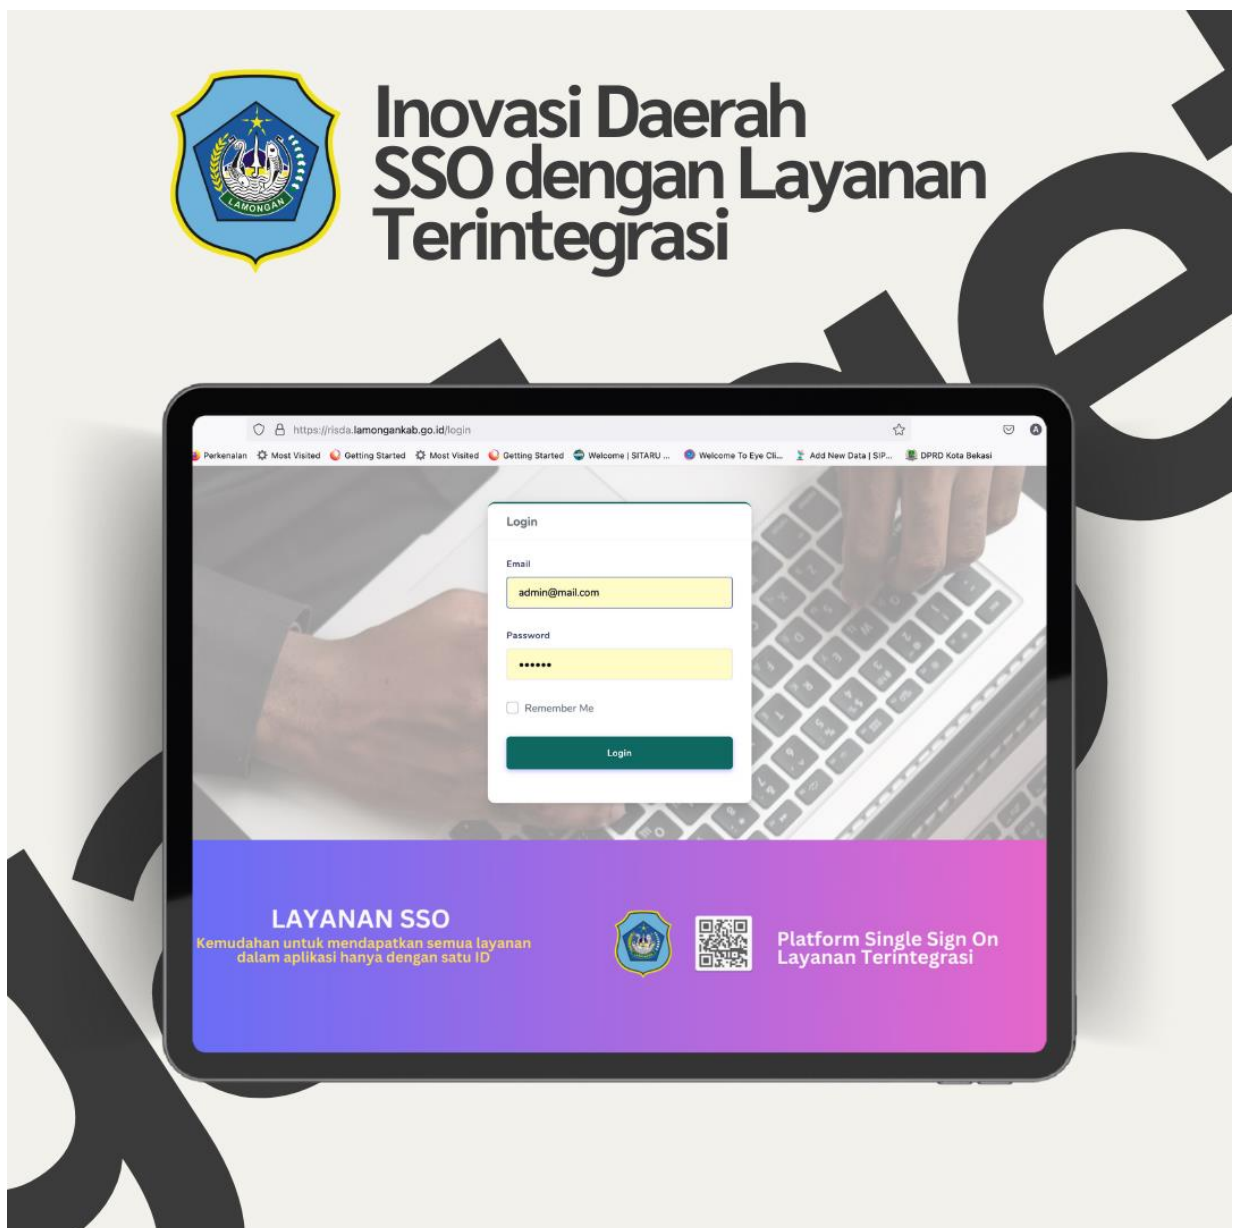 Inovasi Daerah
SSO dengan Layanan
Terintegrasi
LAMONGAN
https://risda.lamongankab.go.id/login
A
Perkenalan Most Visited Getting Started Most Visited Getting Started Welcome | SITARU ... Welcome To Eye Cli... Add New Data | SIP... DPRD Kota Bekasi
Login
Email
admin@mail.com
Password
••••••
Remember Me
Login
LAYANAN SSO
Kemudahan untuk mendapatkan semua layanan
dalam aplikasi hanya dengan satu ID
Platform Single Sign On
Layanan Terintegrasi